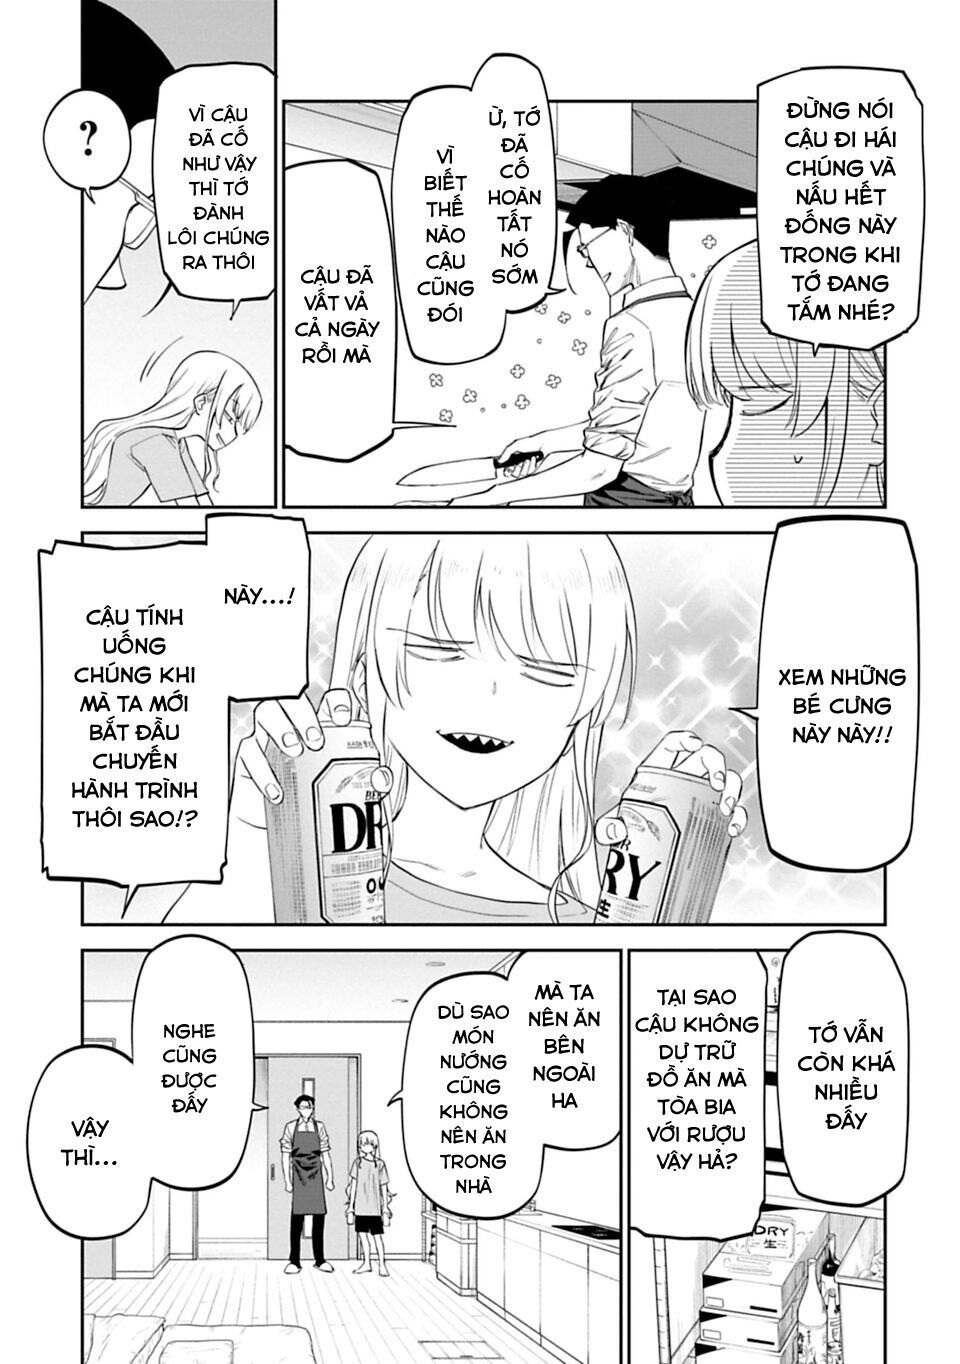 ĐỪNG NÓI
CẬU ĐI HÁI
CHÚNG VÀ
NẤU HẾT
ĐỐNG NÀY
TRONG KHI
TỚ ĐANG
TẮM NHÉ?
Ừ, TỚ
ĐÃ
CỐ
HOÀN
TẤT
NÓ
SỚM
VÌ
BIẾT
THẾ
NÀO
CẬU
CŨNG
ĐÓI
CẬU ĐÃ
VẤT VẢ
CẢ NGÀY
RỒI MÀ
VÌ CẬU
ĐÃ CỐ
NHƯ VẬY
THÌ TỚ
ĐÀNH
LÔI CHÚNG
RA THÔI
?
XEM NHỮNG
BÉ CƯNG
NÀY NÀY!!
NÀY...!
CẬU TÍNH
UỐNG
CHÚNG KHI
MÀ TA MỚI
BẮT ĐẦU
CHUYẾN
HÀNH TRÌNH
THÔI SAO!?
DRY
DRY
生
TỚ VẪN
CÒN KHÁ
NHIỀU
ĐẤY
TẠI SAO
CẬU KHÔNG
DỰ TRỮ
ĐỒ ĂN MÀ
TÒA BIA
VỚI RƯỢU
VẬY HẢ?
DRY
生
MÀ TA
NÊN ĂN
BÊN
NGOÀI
HA
DÙ SAO
MÓN
NƯỚNG
CŨNG
KHÔNG
NÊN ĂN
TRONG
NHÀ
NGHE
CŨNG
ĐƯỢC
ĐẤY
VẬY
THÌ...